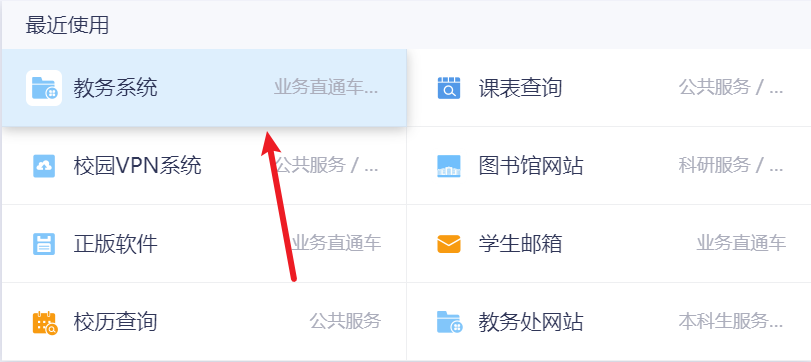 最近使用
教务系统 业务直通车... 课表查询 公共服务 / ...
校园VPN系统 公共服务 / ... 图书馆网站 科研服务 / ...
正版软件 业务直通车 学生邮箱 业务直通车
校历查询 公共服务 教务处网站 本科生服务...